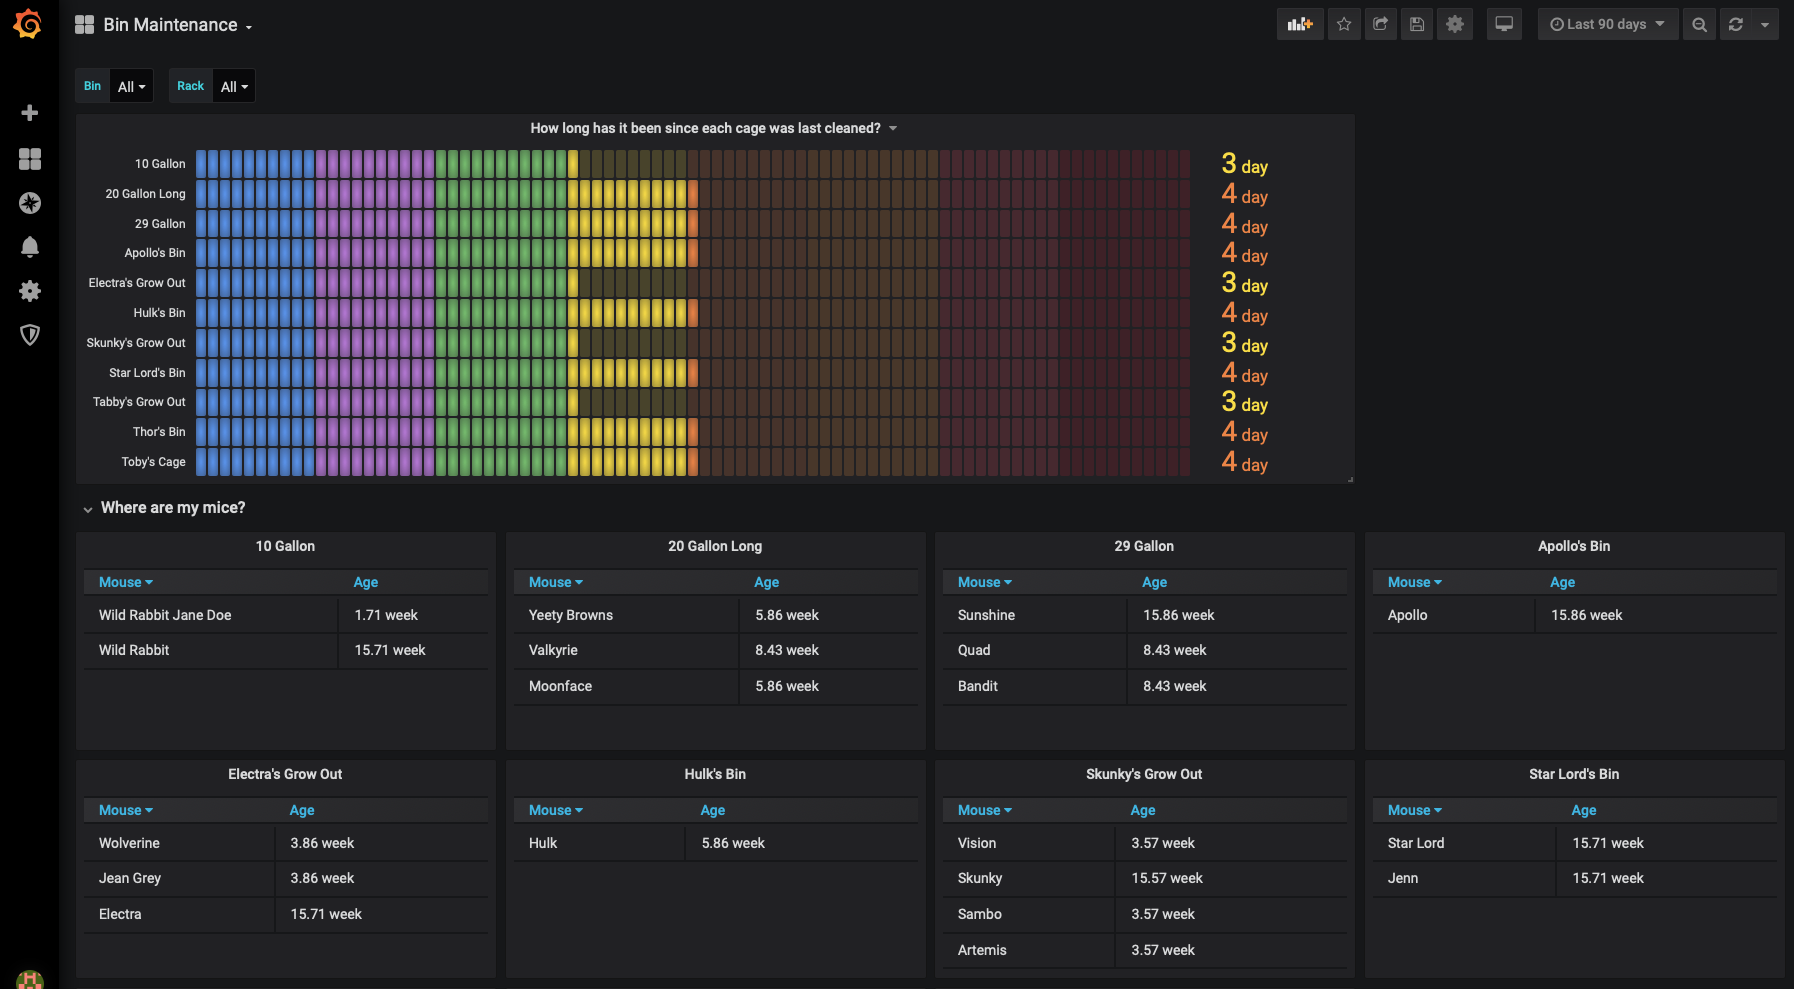 Bin Maintenance
Last 90 days
Bin All Rack All
How long has it been since each cage was last cleaned?
10 Gallon 3 day
20 Gallon Long 4 day
29 Gallon 4 day
Apollo's Bin 4 day
Electra's Grow Out 3 day
Hulk's Bin 4 day
Skunky's Grow Out 3 day
Star Lord's Bin 4 day
Tabby's Grow Out 3 day
Thor's Bin 4 day
Toby's Cage 4 day
Where are my mice?
10 Gallon
Mouse Age
Wild Rabbit Jane Doe 1.71 week
Wild Rabbit 15.71 week
20 Gallon Long
Mouse Age
Yeety Browns 5.86 week
Valkyrie 8.43 week
Moonface 5.86 week
29 Gallon
Mouse Age
Sunshine 15.86 week
Quad 8.43 week
Bandit 8.43 week
Apollo's Bin
Mouse Age
Apollo 15.86 week
Electra's Grow Out
Mouse Age
Wolverine 3.86 week
Jean Grey 3.86 week
Electra 15.71 week
Hulk's Bin
Mouse Age
Hulk 5.86 week
Skunky's Grow Out
Mouse Age
Vision 3.57 week
Skunky 15.57 week
Sambo 3.57 week
Artemis 3.57 week
Star Lord's Bin
Mouse Age
Star Lord 15.71 week
Jenn 15.71 week